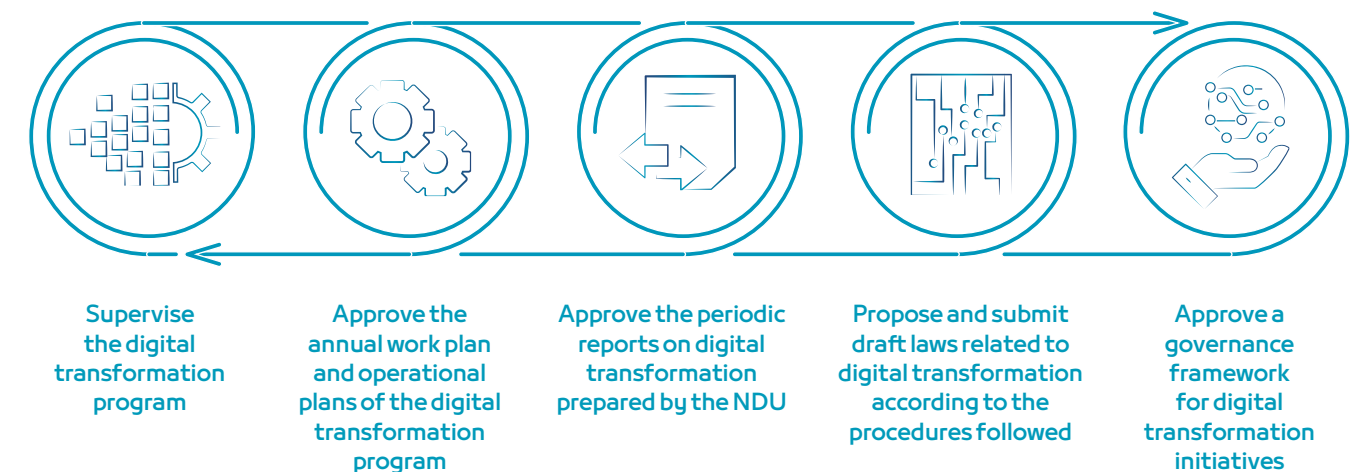 Supervise
the digital
transformation
program
Approve the
annual work plan
and operational
plans of the digital
transformation
program
Approve the periodic
reports on digital
transformation
prepared by the NDU
Propose and submit
draft laws related to
digital transformation
according to the
procedures followed
Approve a
governance
framework
for digital
transformation
initiatives